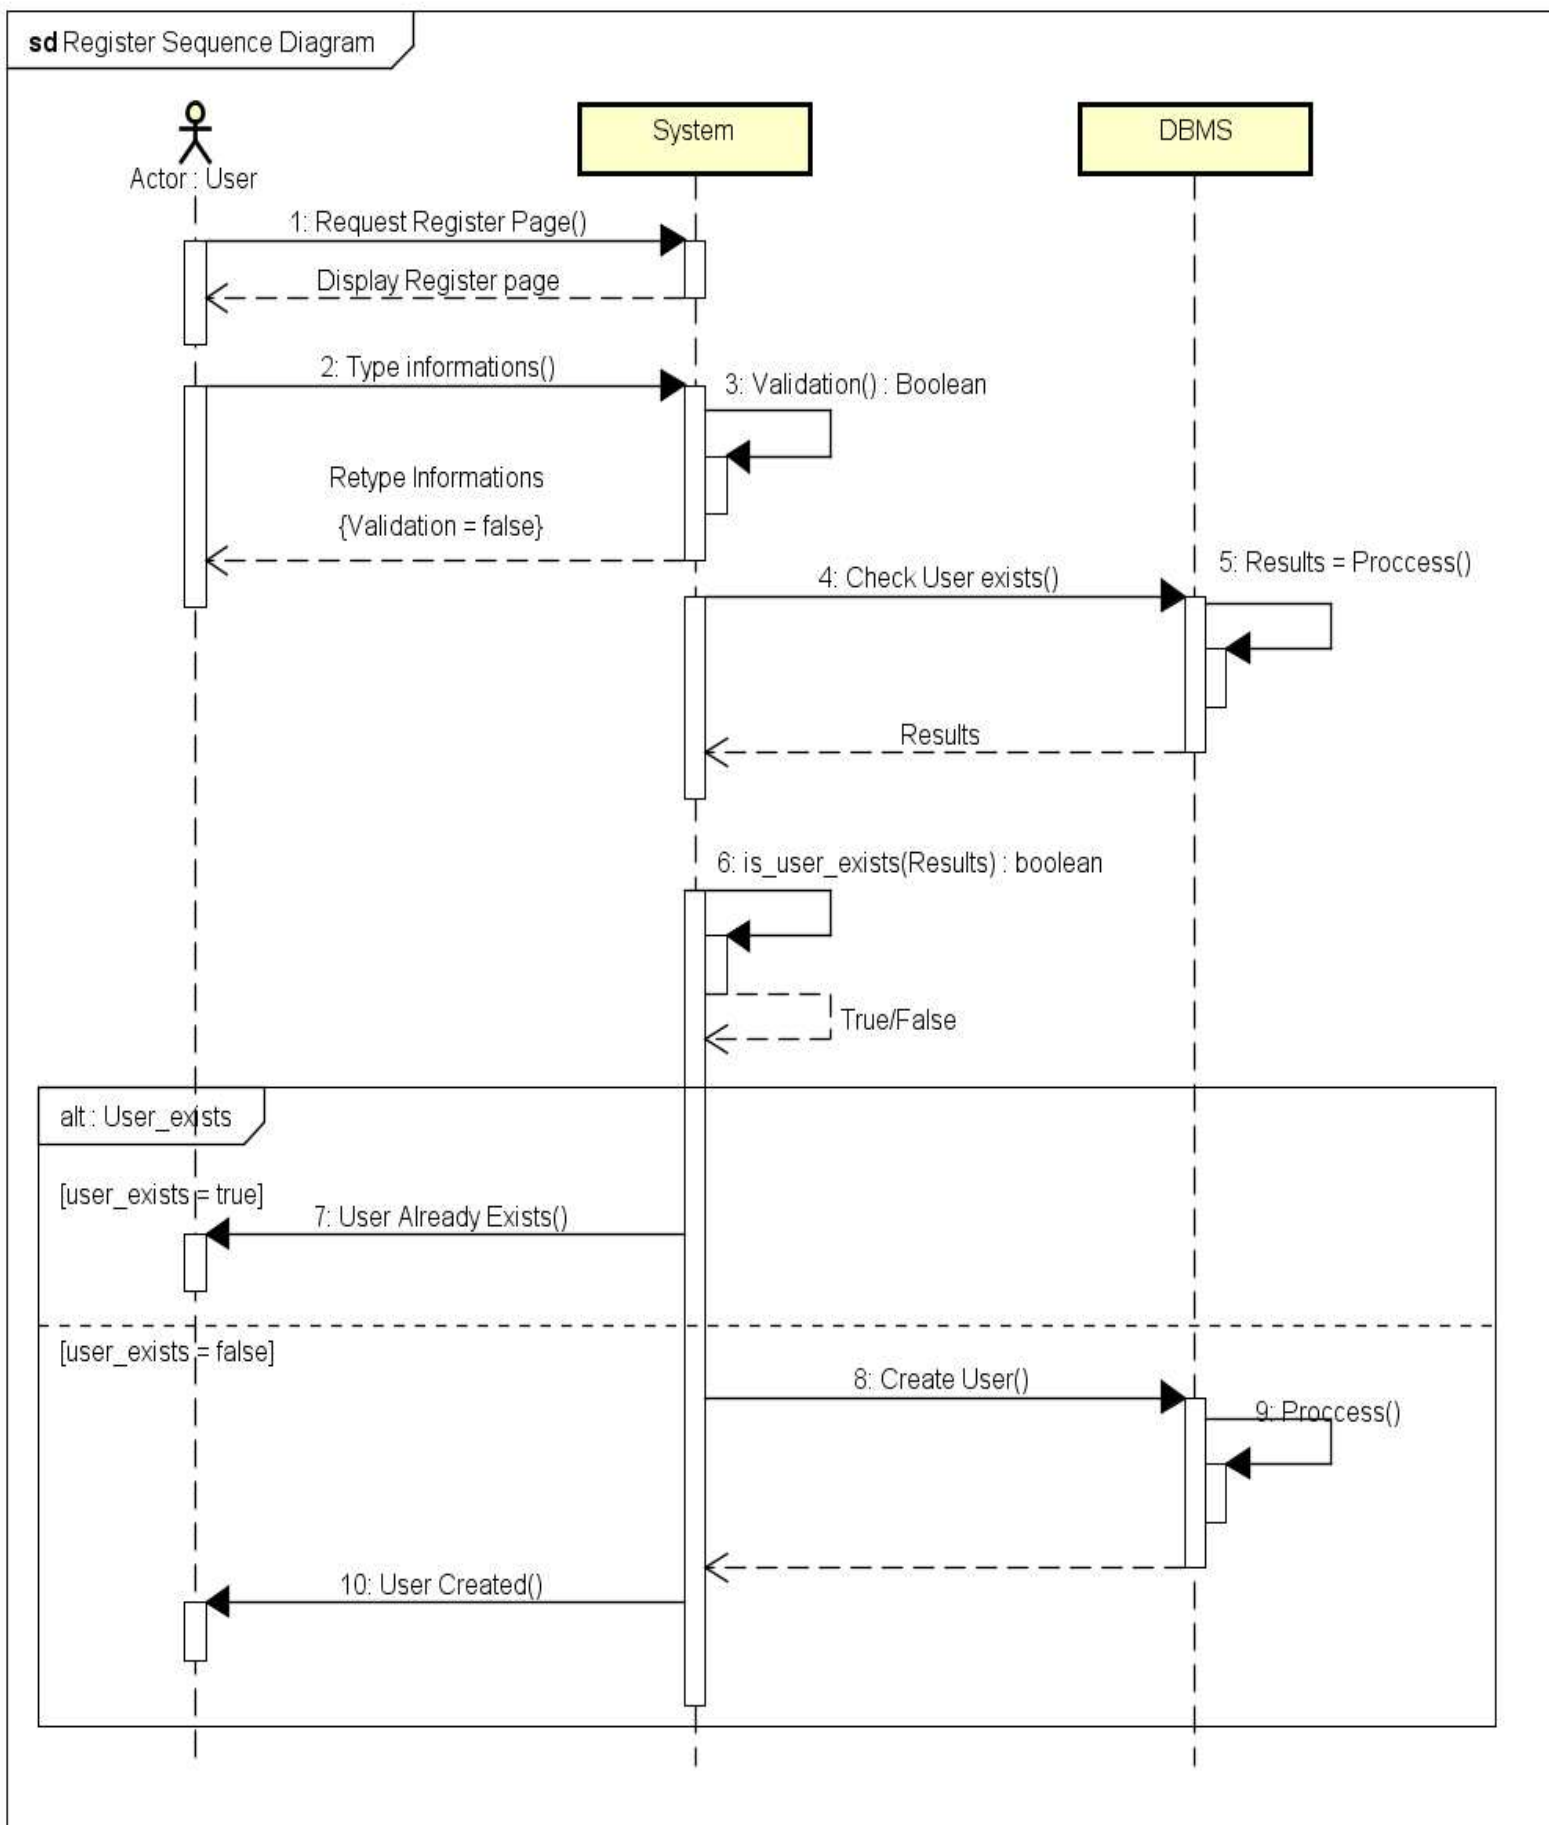 sd Register Sequence Diagram
System
DBMS
Actor : User
1: Request Register Page()
Display Register page
2: Type informations()
3: Validation() : Boolean
Retype Informations
{Validation = false}
4: Check User exists()
5: Results = Proccess()
Results
6: is_user_exists(Results) : boolean
True/False
alt : User_exists
[user_exists = true]
7: User Already Exists()
[user_exists = false]
8: Create User()
9: Proccess()
10: User Created()